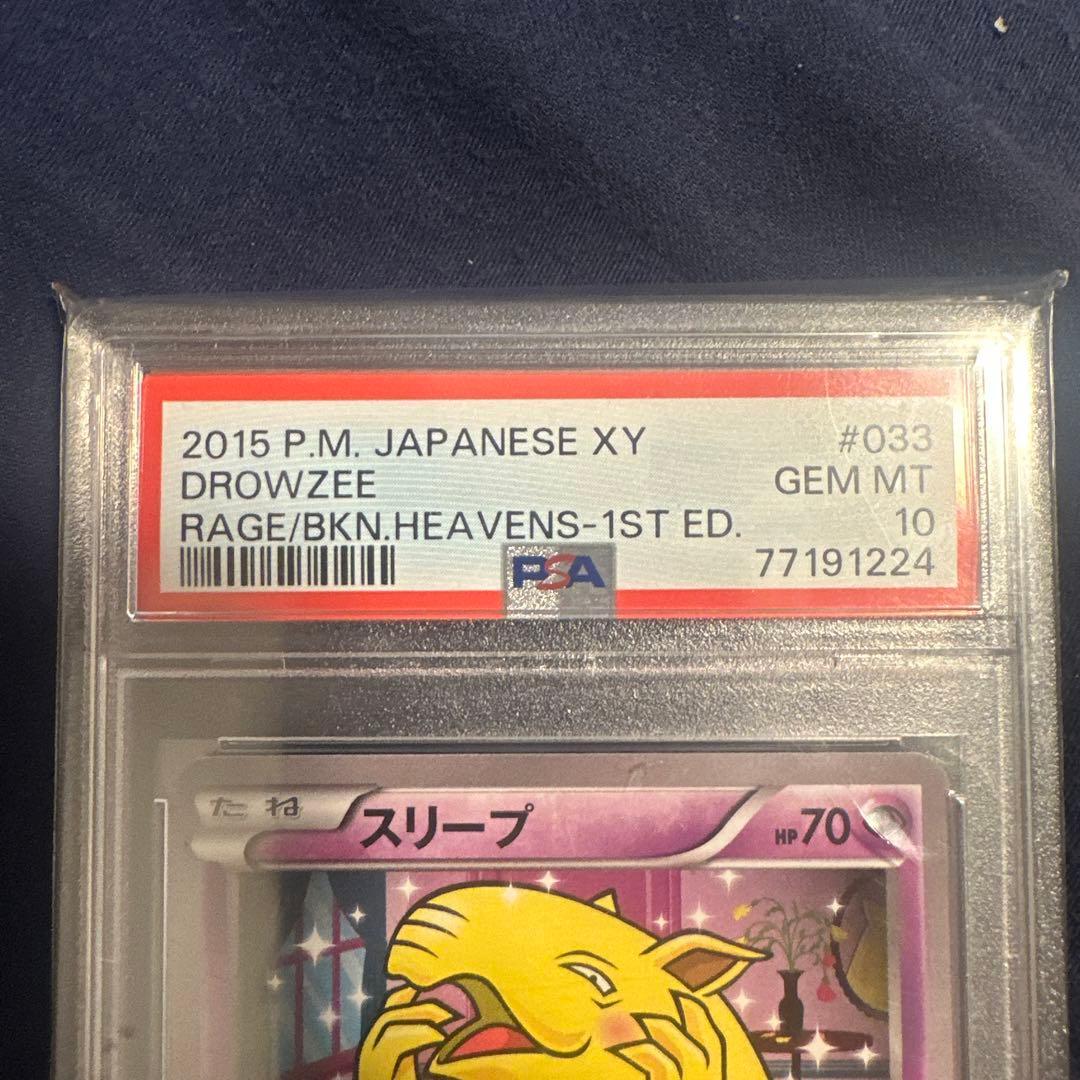 2015 P.M. JAPANESE XY #033
DROWZEE GEM MT
RAGE/BKN.HEAVENS-1ST ED. 10
PSA 77191224
たね スリープ HP70